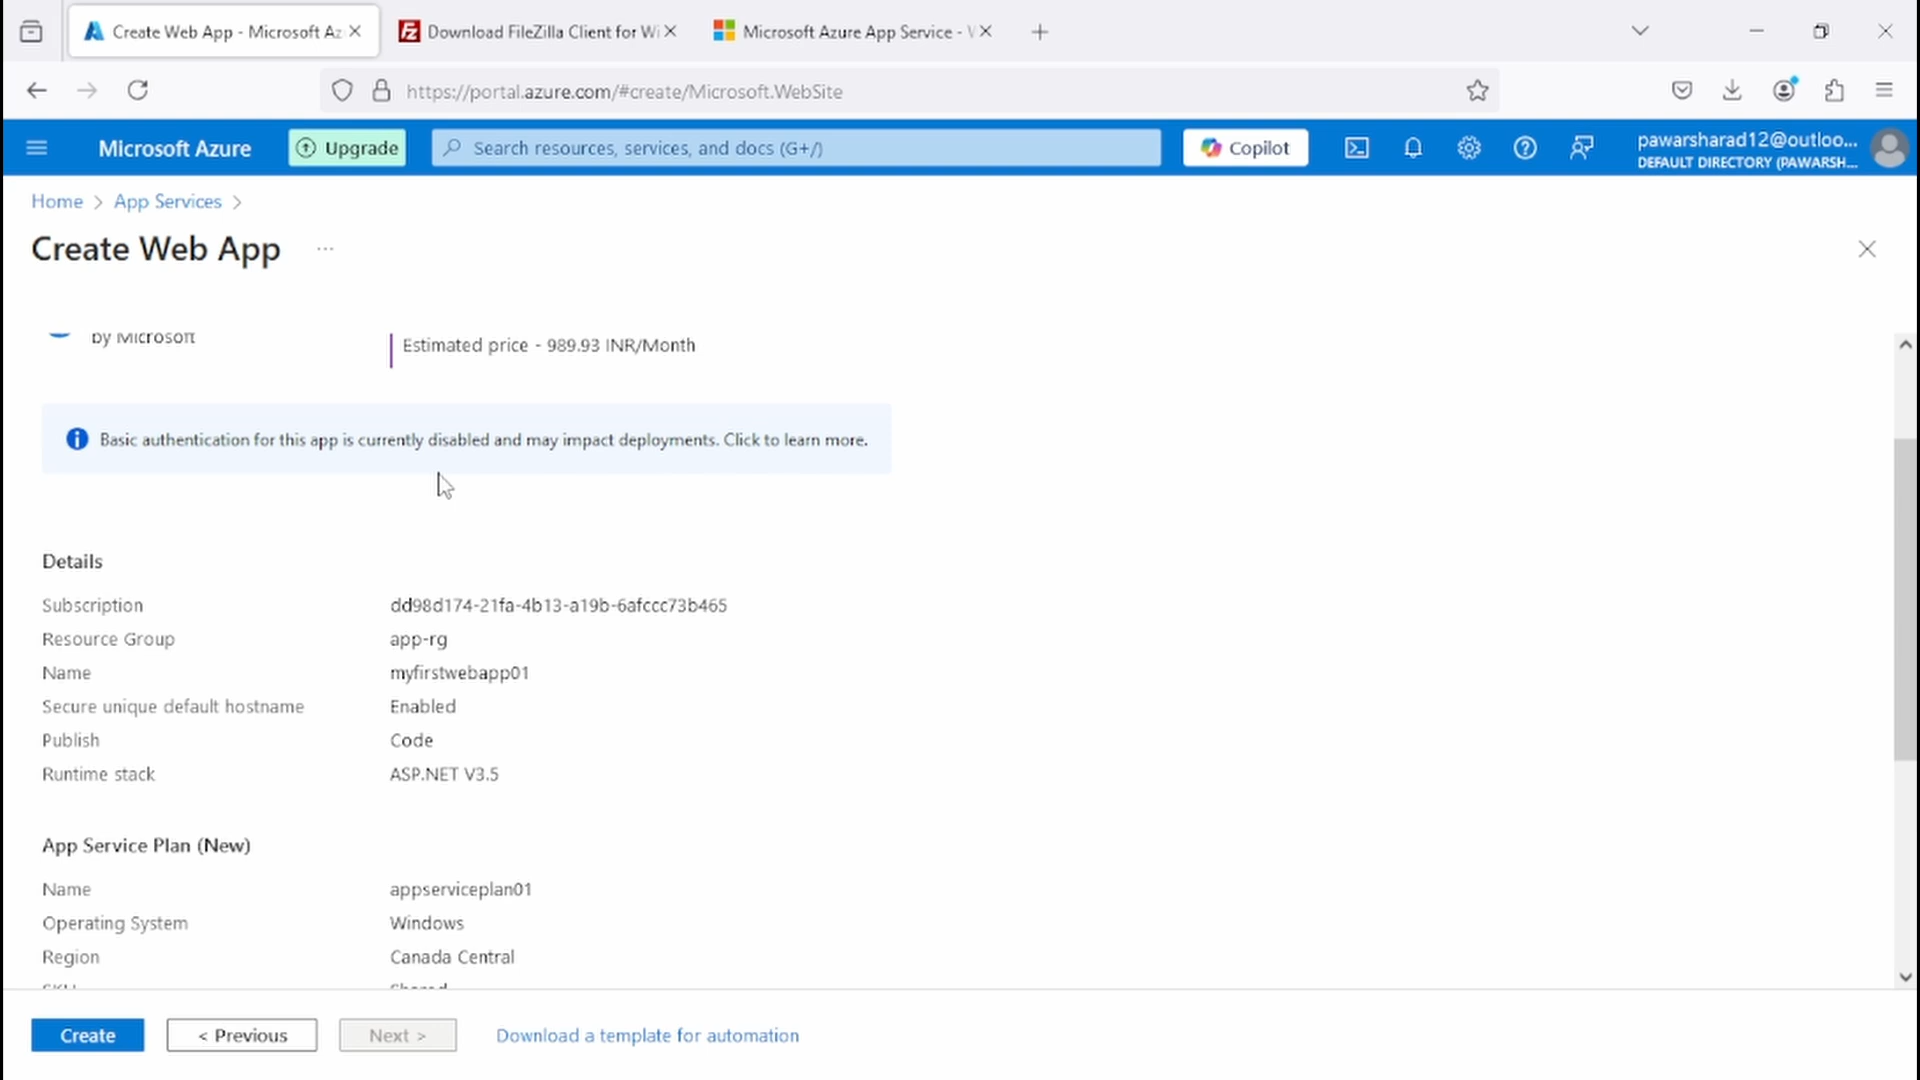 Create Web App - Microsoft Az
Download FileZilla Client for Wi
Microsoft Azure App Service - V
https://portal.azure.com/#create/Microsoft.WebSite
Microsoft Azure
Upgrade
Search resources, services, and docs (G+/)
Copilot
pawarsharad12@outloo...
DEFAULT DIRECTORY (PAWARSH...
Home > App Services >
Create Web App ...
by Microsoft
Estimated price - 989.93 INR/Month
Basic authentication for this app is currently disabled and may impact deployments. Click to learn more.
Details
Subscription dd98d174-21fa-4b13-a19b-6afccc73b465
Resource Group app-rg
Name myfirstwebapp01
Secure unique default hostname Enabled
Publish Code
Runtime stack ASP.NET V3.5
App Service Plan (New)
Name appserviceplan01
Operating System Windows
Region Canada Central
SKU Shared
Create
< Previous
Next >
Download a template for automation